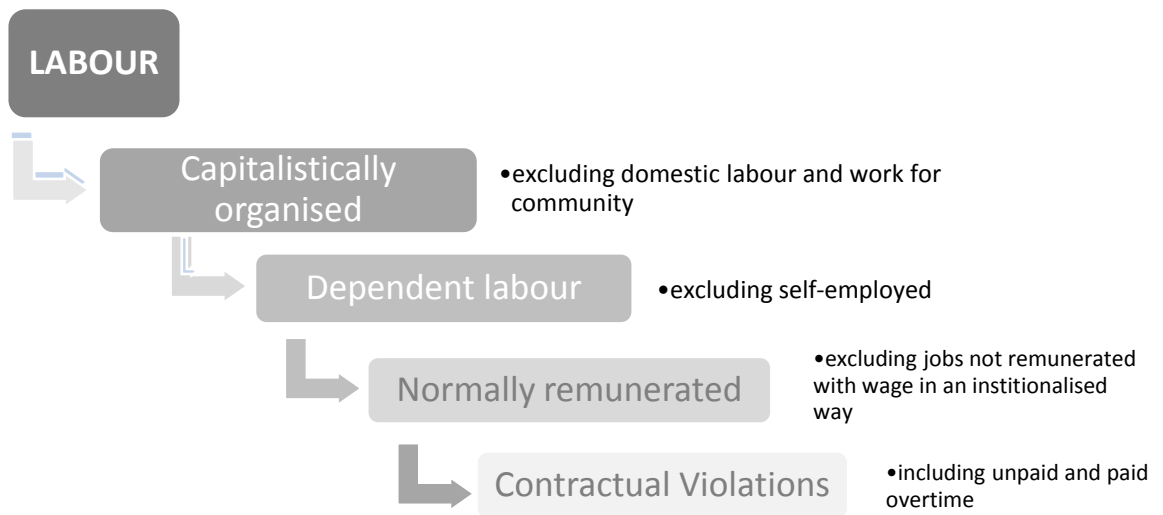 LABOUR
Capitalistically
organised
•excluding domestic labour and work for
community
Dependent labour
•excluding self-employed
Normally remunerated
•excluding jobs not remunerated
with wage in an institionalised
way
Contractual Violations
•including unpaid and paid
overtime